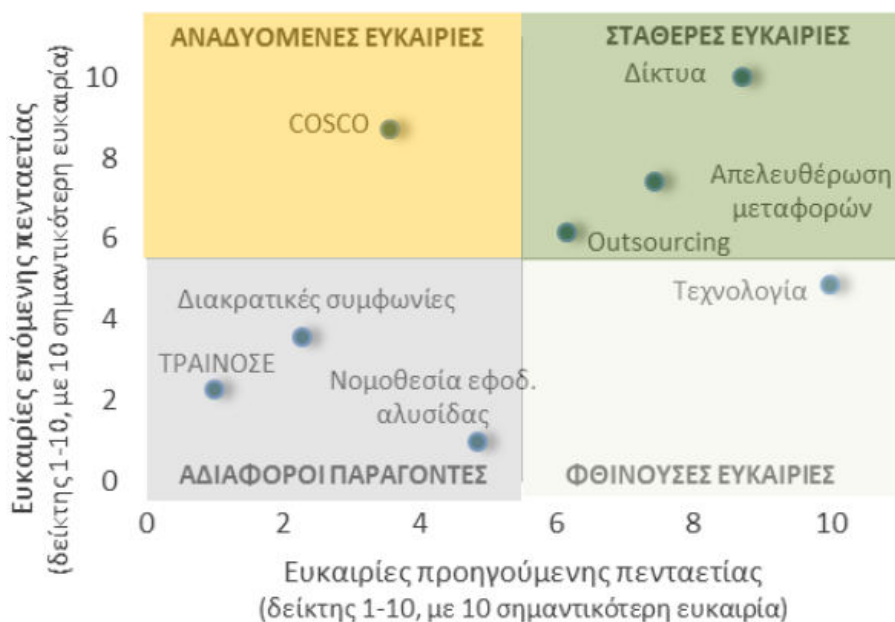 ΑΝΑΔΥΟΜΕΝΕΣ ΕΥΚΑΙΡΙΕΣ
ΣΤΑΘΕΡΕΣ ΕΥΚΑΙΡΙΕΣ
Ευκαιρίες επόμενης πενταετίας
(δείκτης 1-10, με 10 σημαντικότερη ευκαιρία)
10
8
6
4
2
0
Δίκτυα
COSCO
Απελευθέρωση
μεταφορών
Outsourcing
Τεχνολογία
Διακρατικές συμφωνίες
ΤΡΑΙΝΟΣΕ
Νομοθεσία εφοδ.
αλυσίδας
ΑΔΙΑΦΟΡΟΙ ΠΑΡΑΓΟΝΤΕΣ
ΦΘΙΝΟΥΣΕΣ ΕΥΚΑΙΡΙΕΣ
0 2 4 6 8 10
Ευκαιρίες προηγούμενης πενταετίας
(δείκτης 1-10, με 10 σημαντικότερη ευκαιρία)